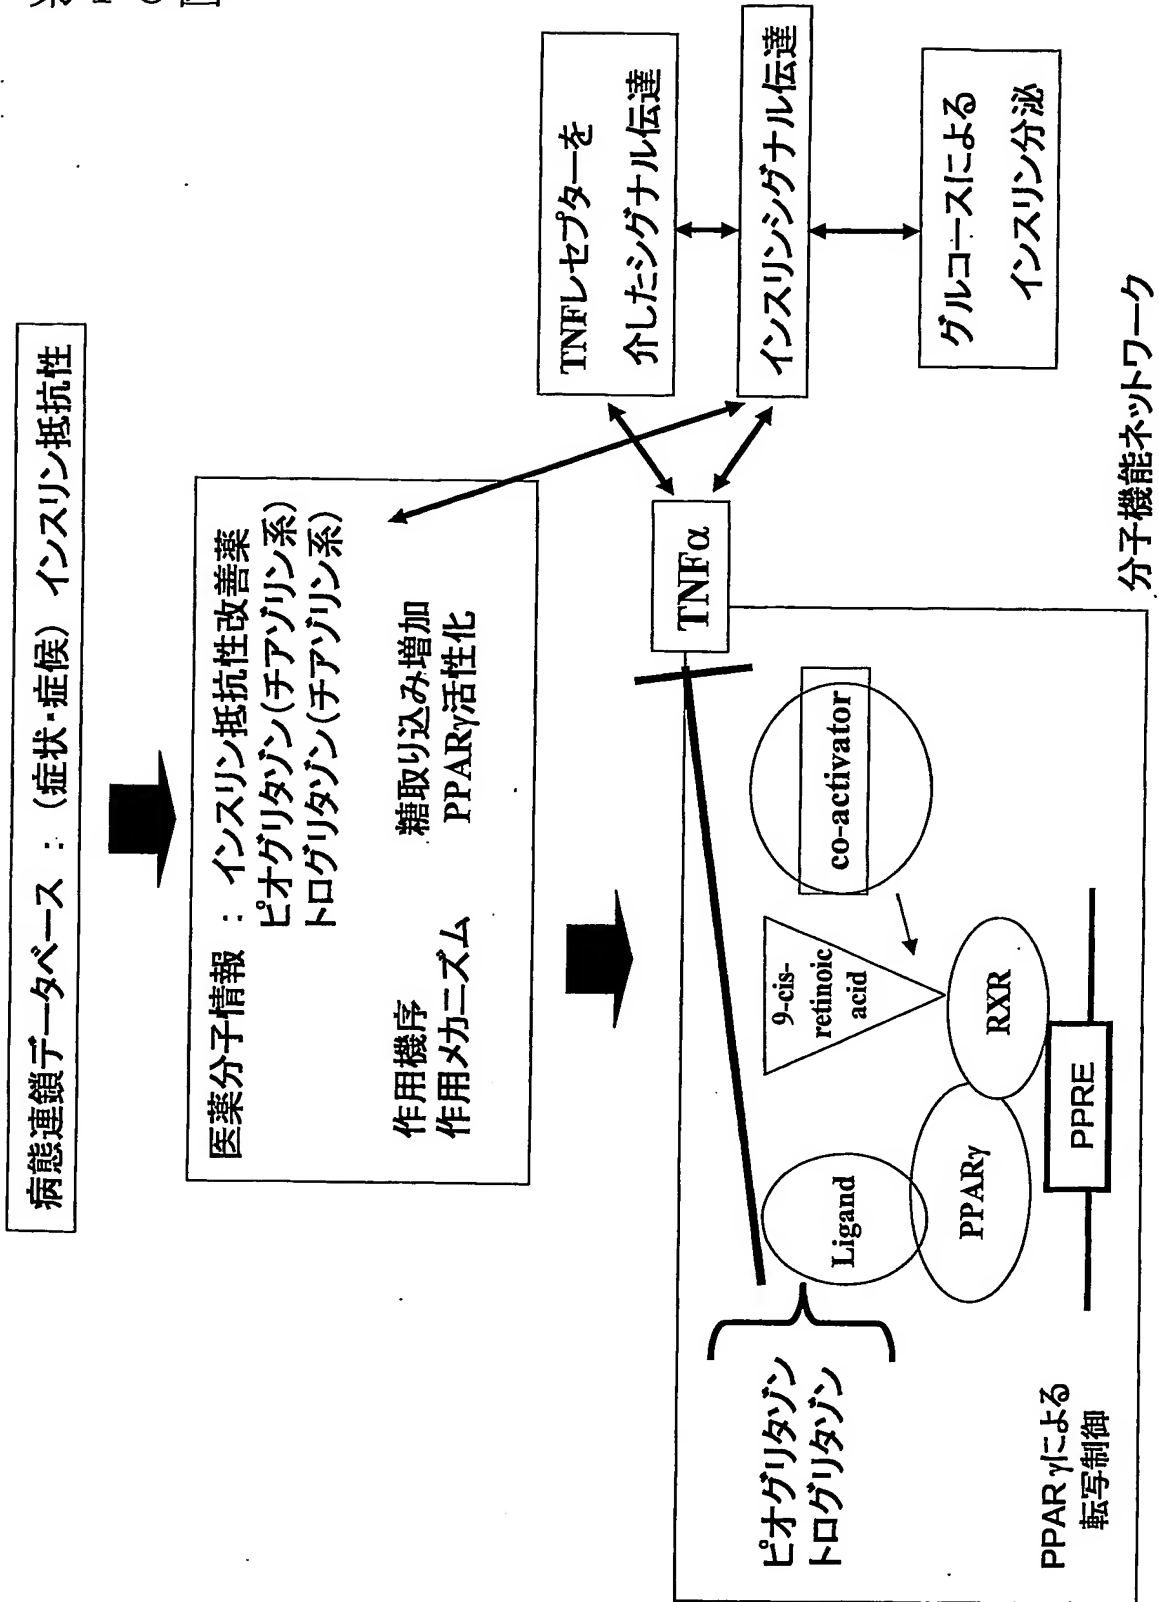 病態連鎖データベース : (症状・症候) インスリン抵抗性
医薬分子情報 : インスリン抵抗性改善薬
ピオグリタゾン(チアゾリン系)
トログリタゾン(チアゾリン系)
作用機序 糖取り込み増加
作用メカニズム PPARγ活性化
TNFレセプターを
介したシグナル伝達
インスリンシグナル伝達
グルコースによる
インスリン分泌
TNFα
ピオグリタゾン
トログリタゾン
Ligand
9-cis-
retinoic
acid
co-activator
PPARγ
RXR
PPRE
PPARγによる
転写制御
分子機能ネットワーク